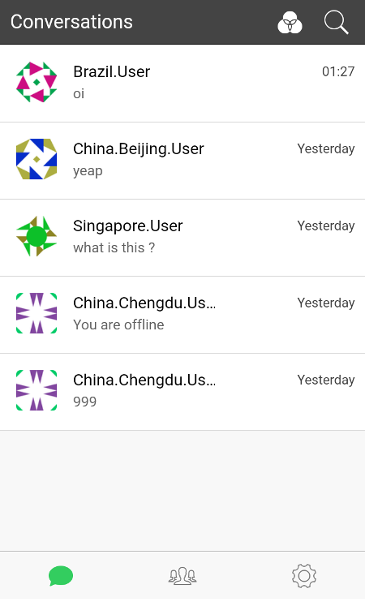 Conversations
Brazil.User 01:27
oi
China.Beijing.User Yesterday
yeap
Singapore.User Yesterday
what is this ?
China.Chengdu.Us... Yesterday
You are offline
China.Chengdu.Us... Yesterday
999